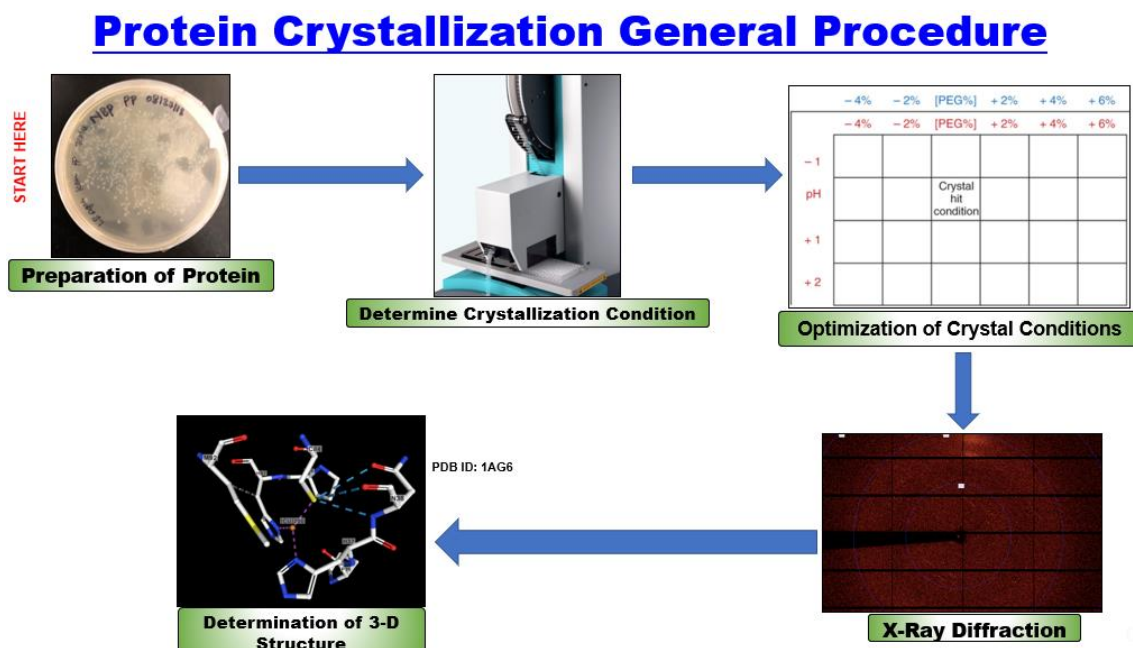 Protein Crystallization General Procedure
START HERE
Preparation of Protein
Determine Crystallization Condition
− 4% − 2% [PEG%] + 2% + 4% + 6%
− 4% − 2% [PEG%] + 2% + 4% + 6%
− 1
pH
Crystal
hit
condition
+ 1
+ 2
Optimization of Crystal Conditions
X-Ray Diffraction
PDB ID: 1AG6
Determination of 3-D
Structure